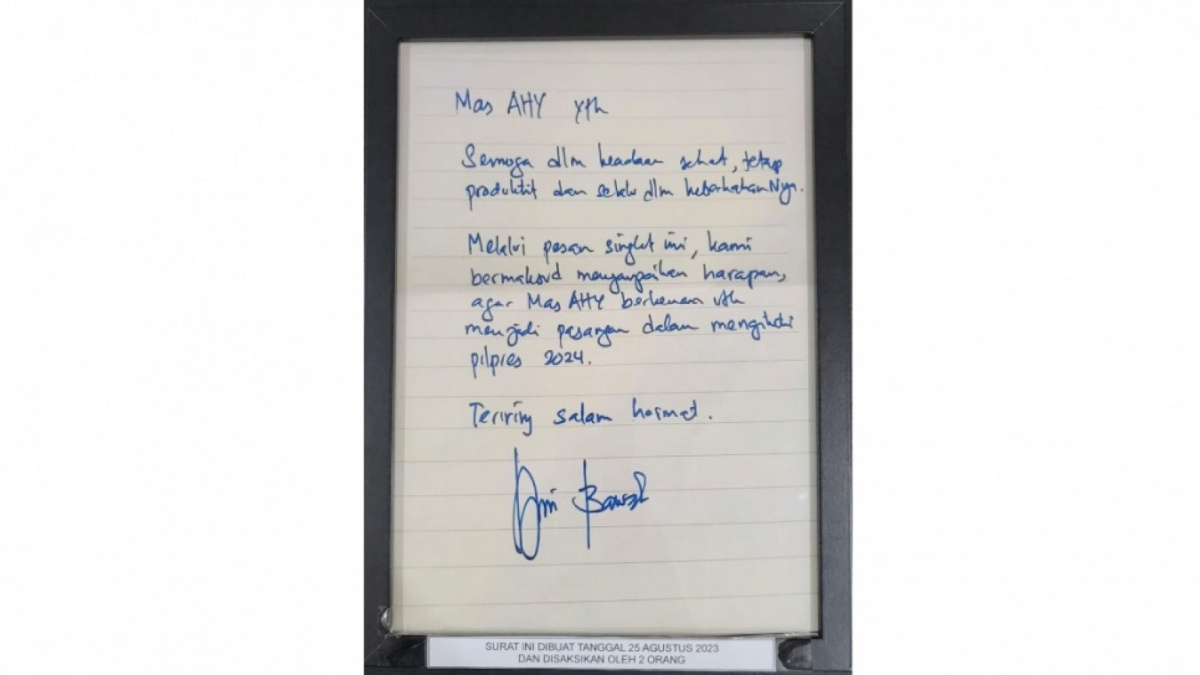 Mas AHY Yth
Semoga dlm keadaan sehat, tetap
produktif dan selalu dlm keberkahanNya.
Melalui pesan singkat ini, kami
bermaksud menyampaikan harapan,
agar Mas AHY berkenan utk
menjadi pasangan dalam mengikuti
pilpres 2024.
Teriring salam hormat.
SURAT INI DIBUAT TANGGAL 25 AGUSTUS 2023
DAN DISAKSIKAN OLEH 2 ORANG